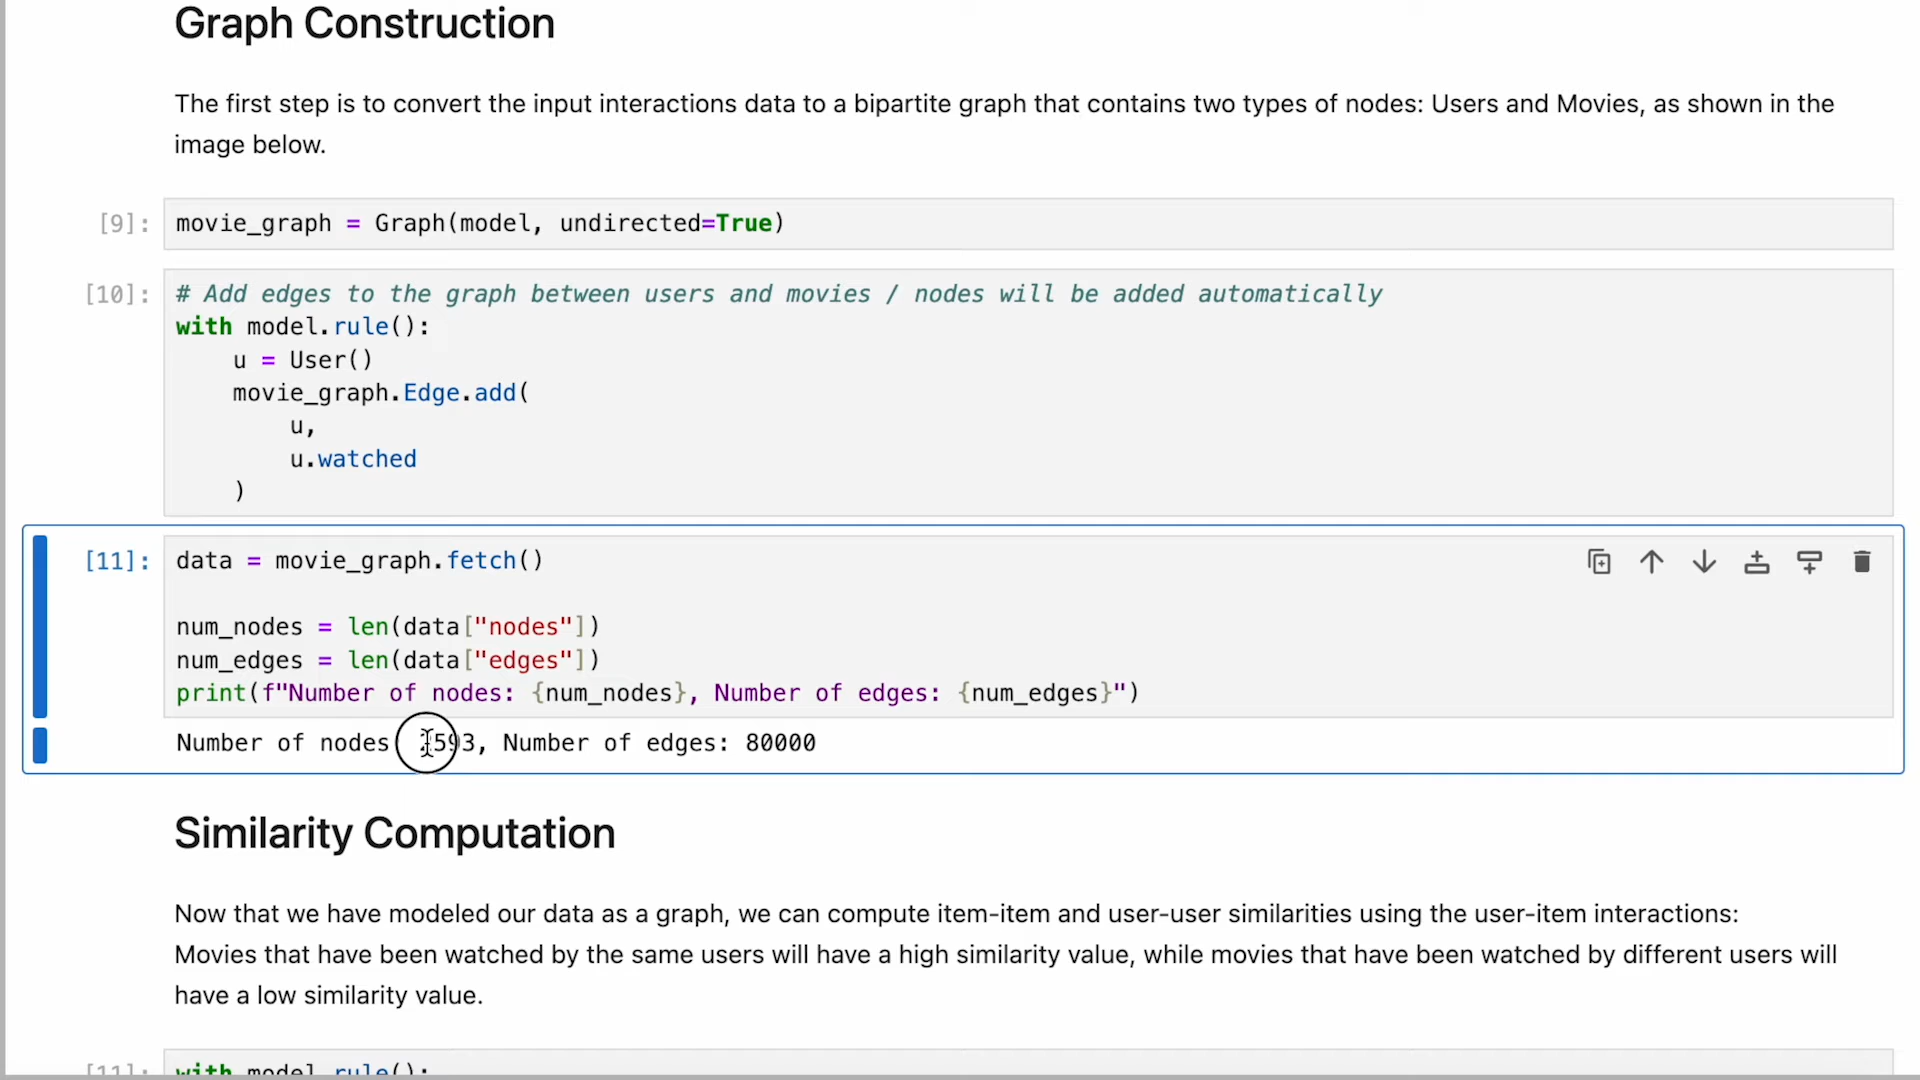 Graph Construction
The first step is to convert the input interactions data to a bipartite graph that contains two types of nodes: Users and Movies, as shown in the
image below.
[9]: movie_graph = Graph(model, undirected=True)
[10]: # Add edges to the graph between users and movies / nodes will be added automatically
with model.rule():
    u = User()
    movie_graph.Edge.add(
        u,
        u.watched
    )
[11]: data = movie_graph.fetch()
num_nodes = len(data["nodes"])
num_edges = len(data["edges"])
print(f"Number of nodes: {num_nodes}, Number of edges: {num_edges}")
Number of nodes Number of edges: 80000
Similarity Computation
Now that we have modeled our data as a graph, we can compute item-item and user-user similarities using the user-item interactions:
Movies that have been watched by the same users will have a high similarity value, while movies that have been watched by different users will
have a low similarity value.
[11]: with model.rule():